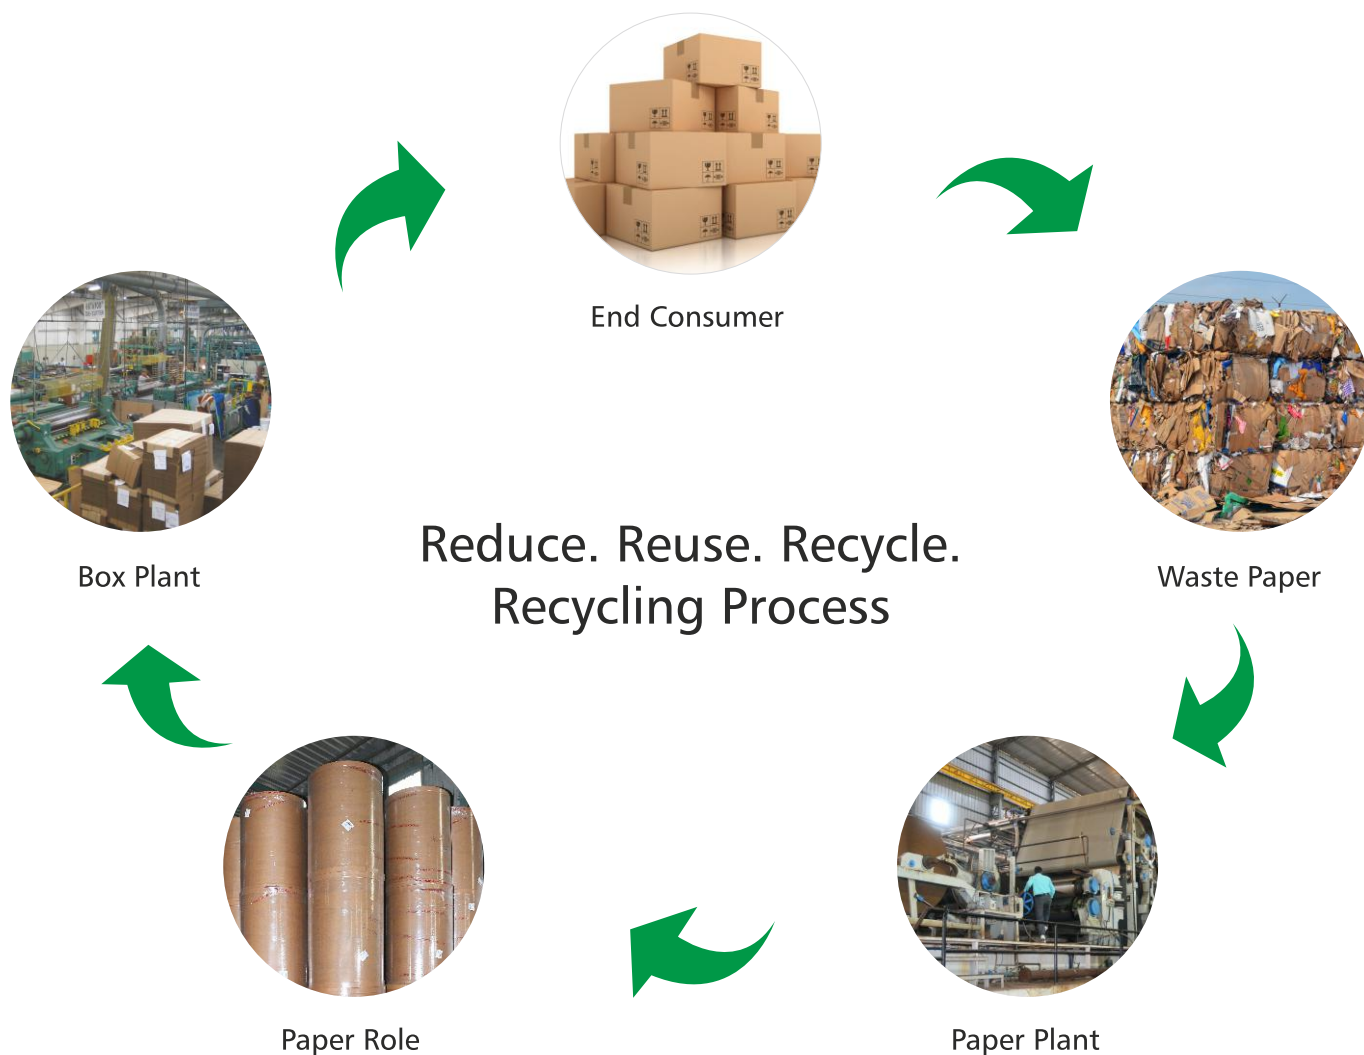 End Consumer
Box Plant
Waste Paper
Reduce. Reuse. Recycle.
Recycling Process
Paper Role
Paper Plant